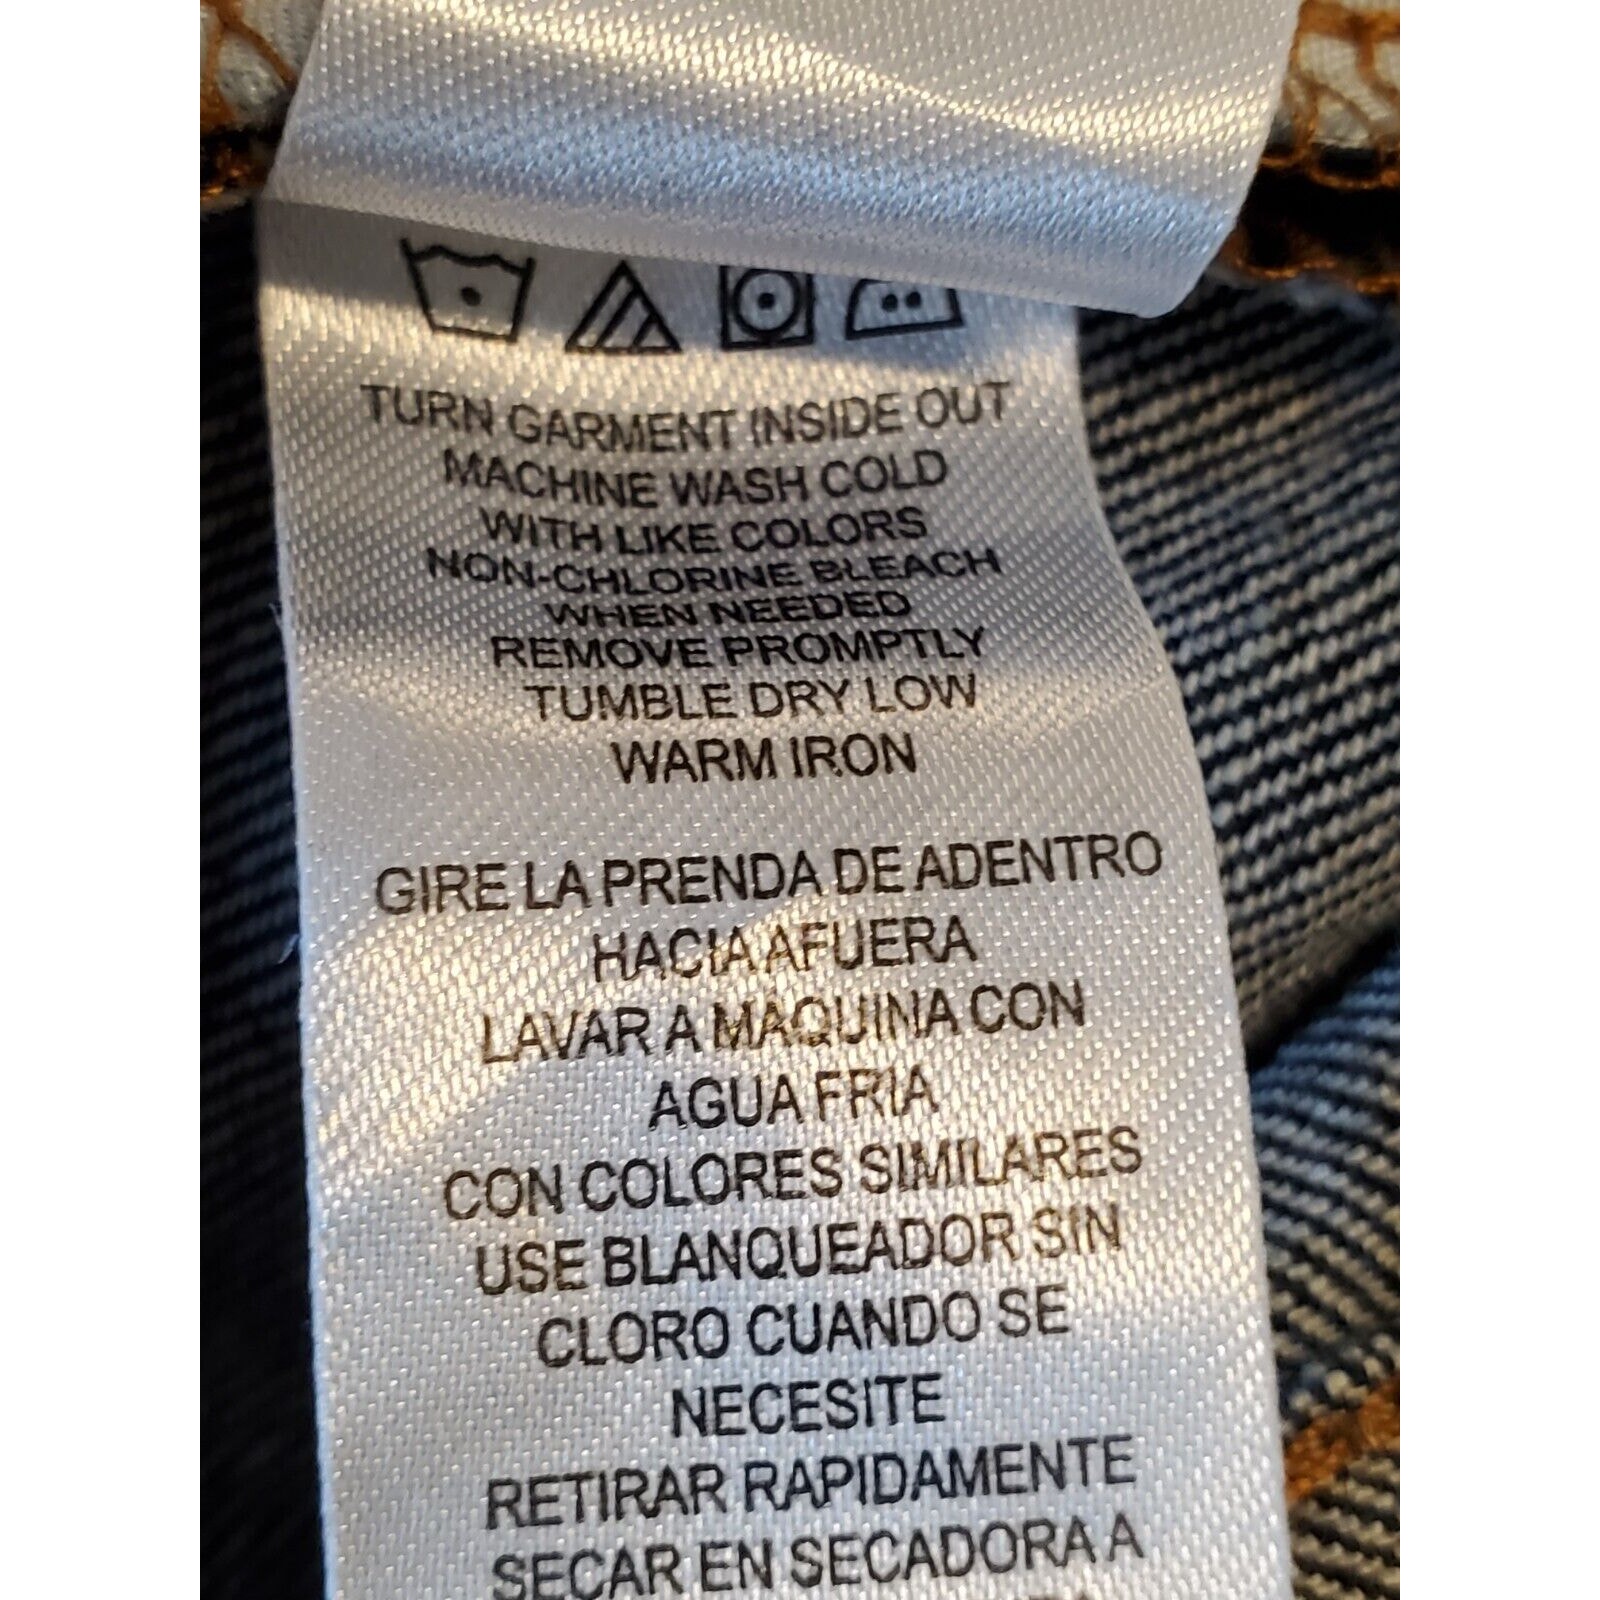 TURN GARMENT INSIDE OUT
MACHINE WASH COLD
WITH LIKE COLORS
NON-CHLORINE BLEACH
WHEN NEEDED
REMOVE PROMPTLY
TUMBLE DRY LOW
WARM IRON
GIRE LA PRENDA DE ADENTRO
HACIA AFUERA
LAVAR A MÁQUINA CON
AGUA FRÍA
CON COLORES SIMILARES
USE BLANQUEADOR SIN
CLORO CUANDO SE
NECESITE
RETIRAR RAPIDAMENTE
SECAR EN SECADORA A